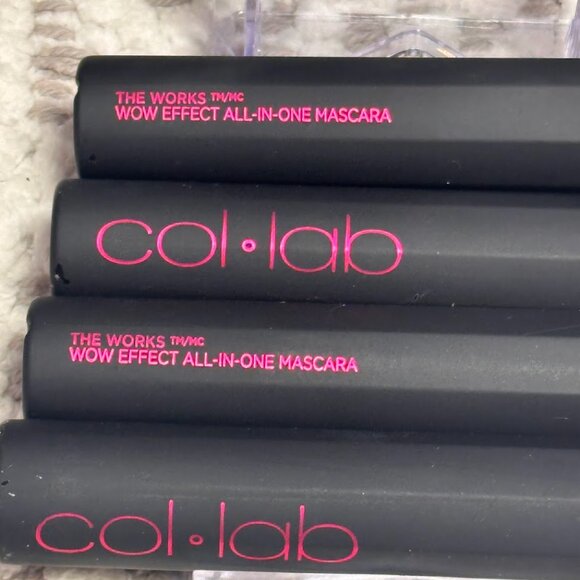 THE WORKS TM/MC
WOW EFFECT ALL-IN-ONE MASCARA
col•lab
THE WORKS TM/MC
WOW EFFECT ALL-IN-ONE MASCARA
col•lab